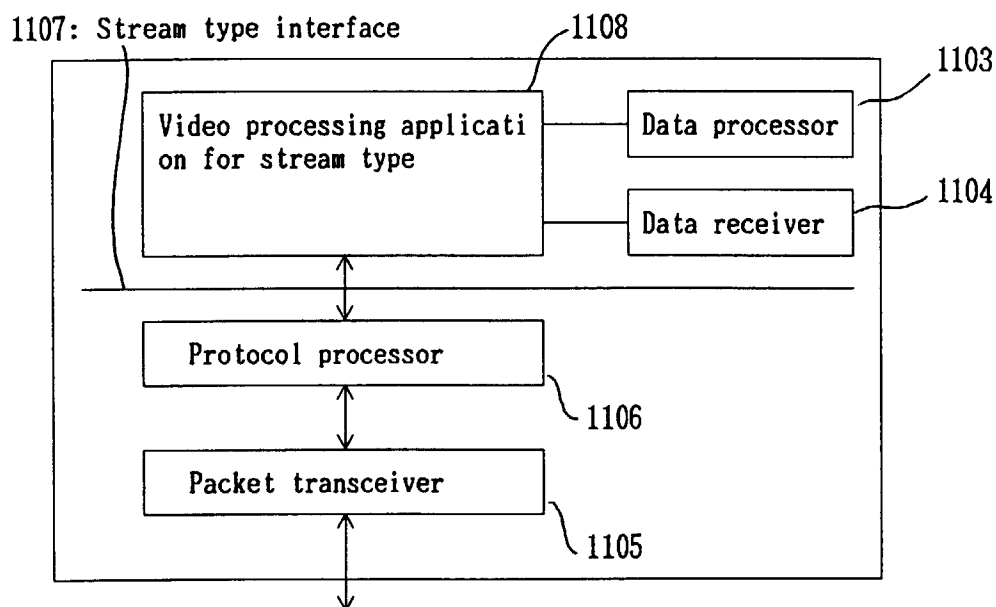 1107: Stream type interface
1108
1103
Video processing applicati
on for stream type
Data processor
1104
Data receiver
Protocol processor
1106
Packet transceiver
1105